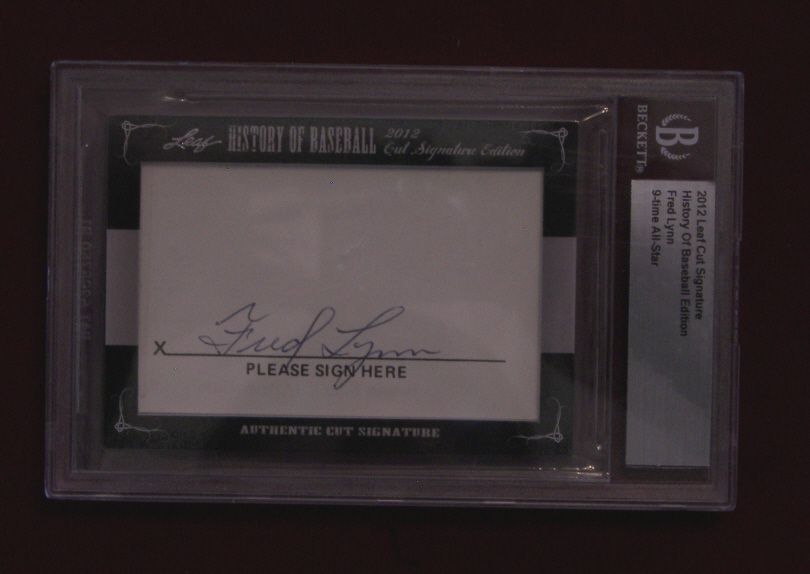 Leaf HISTORY OF BASEBALL 2012 Cut Signature Edition
Fred Lynn
X
PLEASE SIGN HERE
AUTHENTIC CUT SIGNATURE
B
BECKETT
2012 Leaf Cut Signature
History Of Baseball Edition
Fred Lynn
9-time All-Star